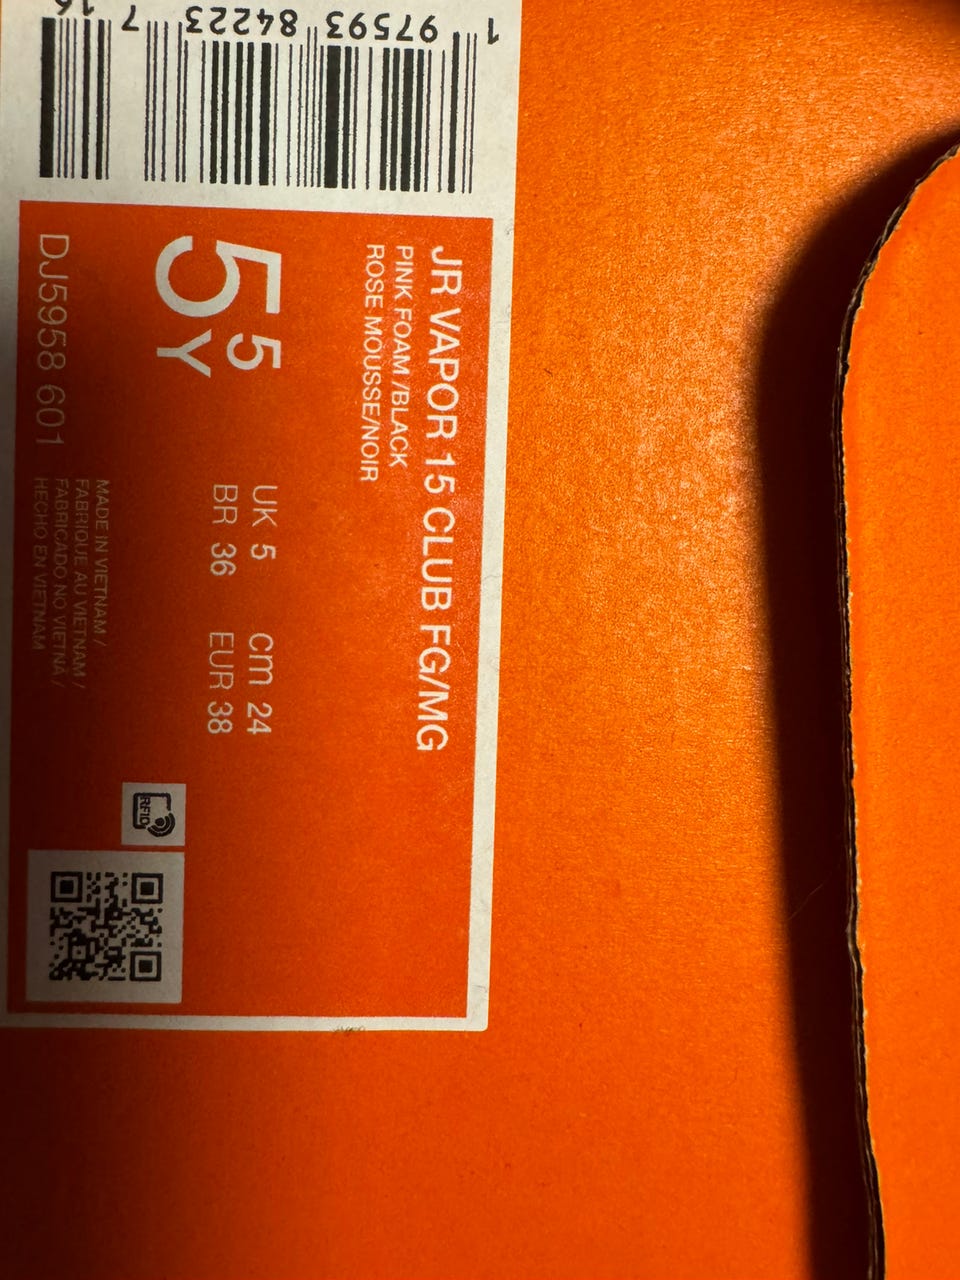 1 97593 84223 7 16
JR VAPOR 15 CLUB FG/MG
PINK FOAM /BLACK
ROSE MOUSSE/NOIR
5 5
Y
UK 5 cm 24
BR 36 EUR 38
DJ5958 601
MADE IN VIETNAM /
FABRIQUE AU VIETNAM /
FABRICADO NO VIETNÃ /
HECHO EN VIETNAM
RFID